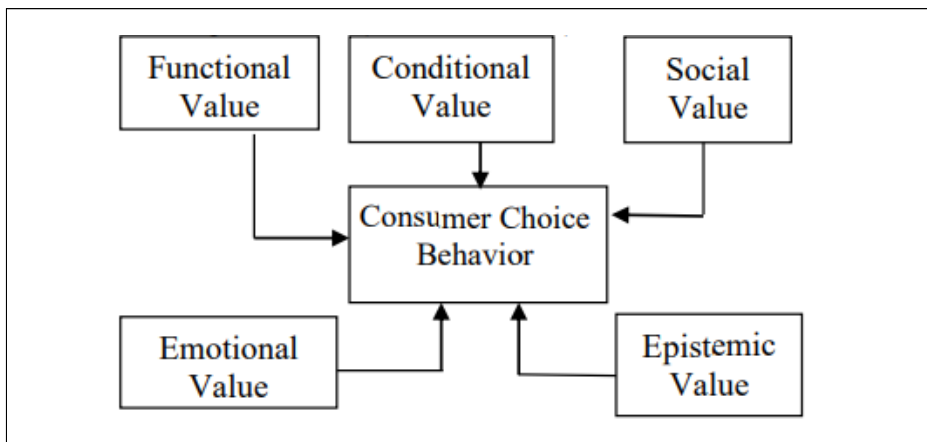 Functional
Value
Conditional
Value
Social
Value
Consumer Choice
Behavior
Emotional
Value
Epistemic
Value